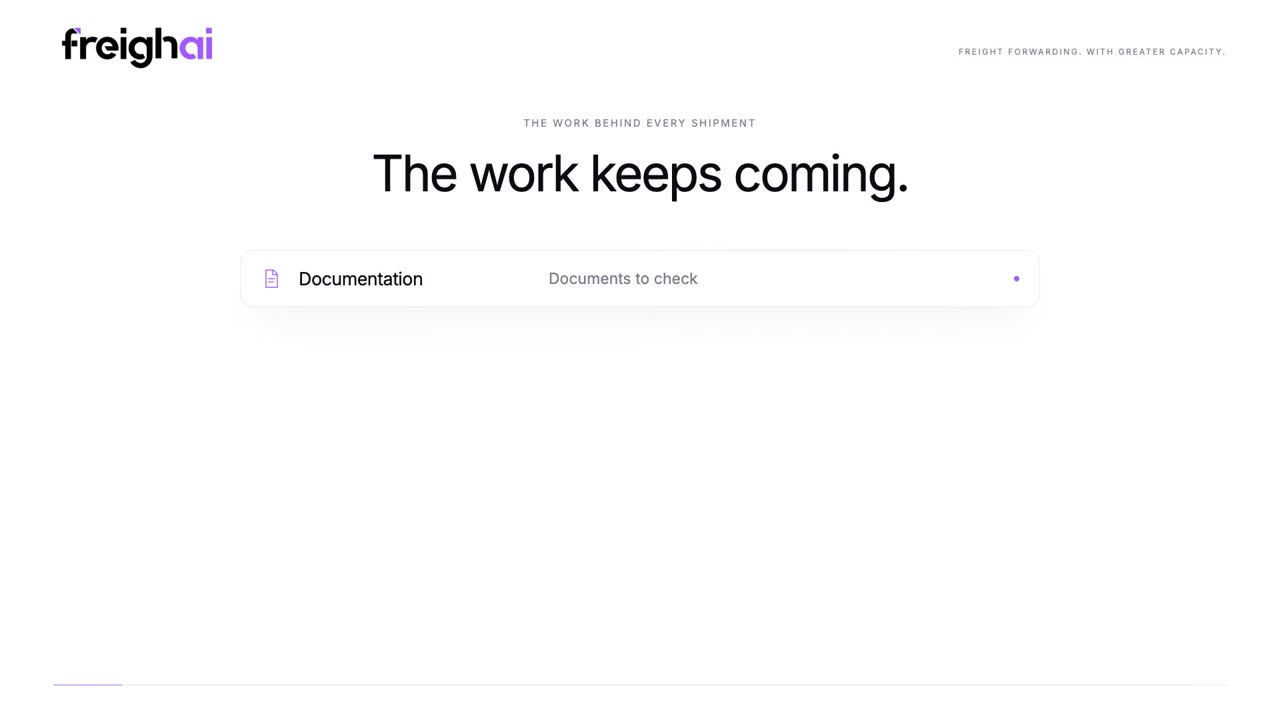 freighai
FREIGHT FORWARDING. WITH GREATER CAPACITY.
THE WORK BEHIND EVERY SHIPMENT
The work keeps coming.
Documentation Documents to check